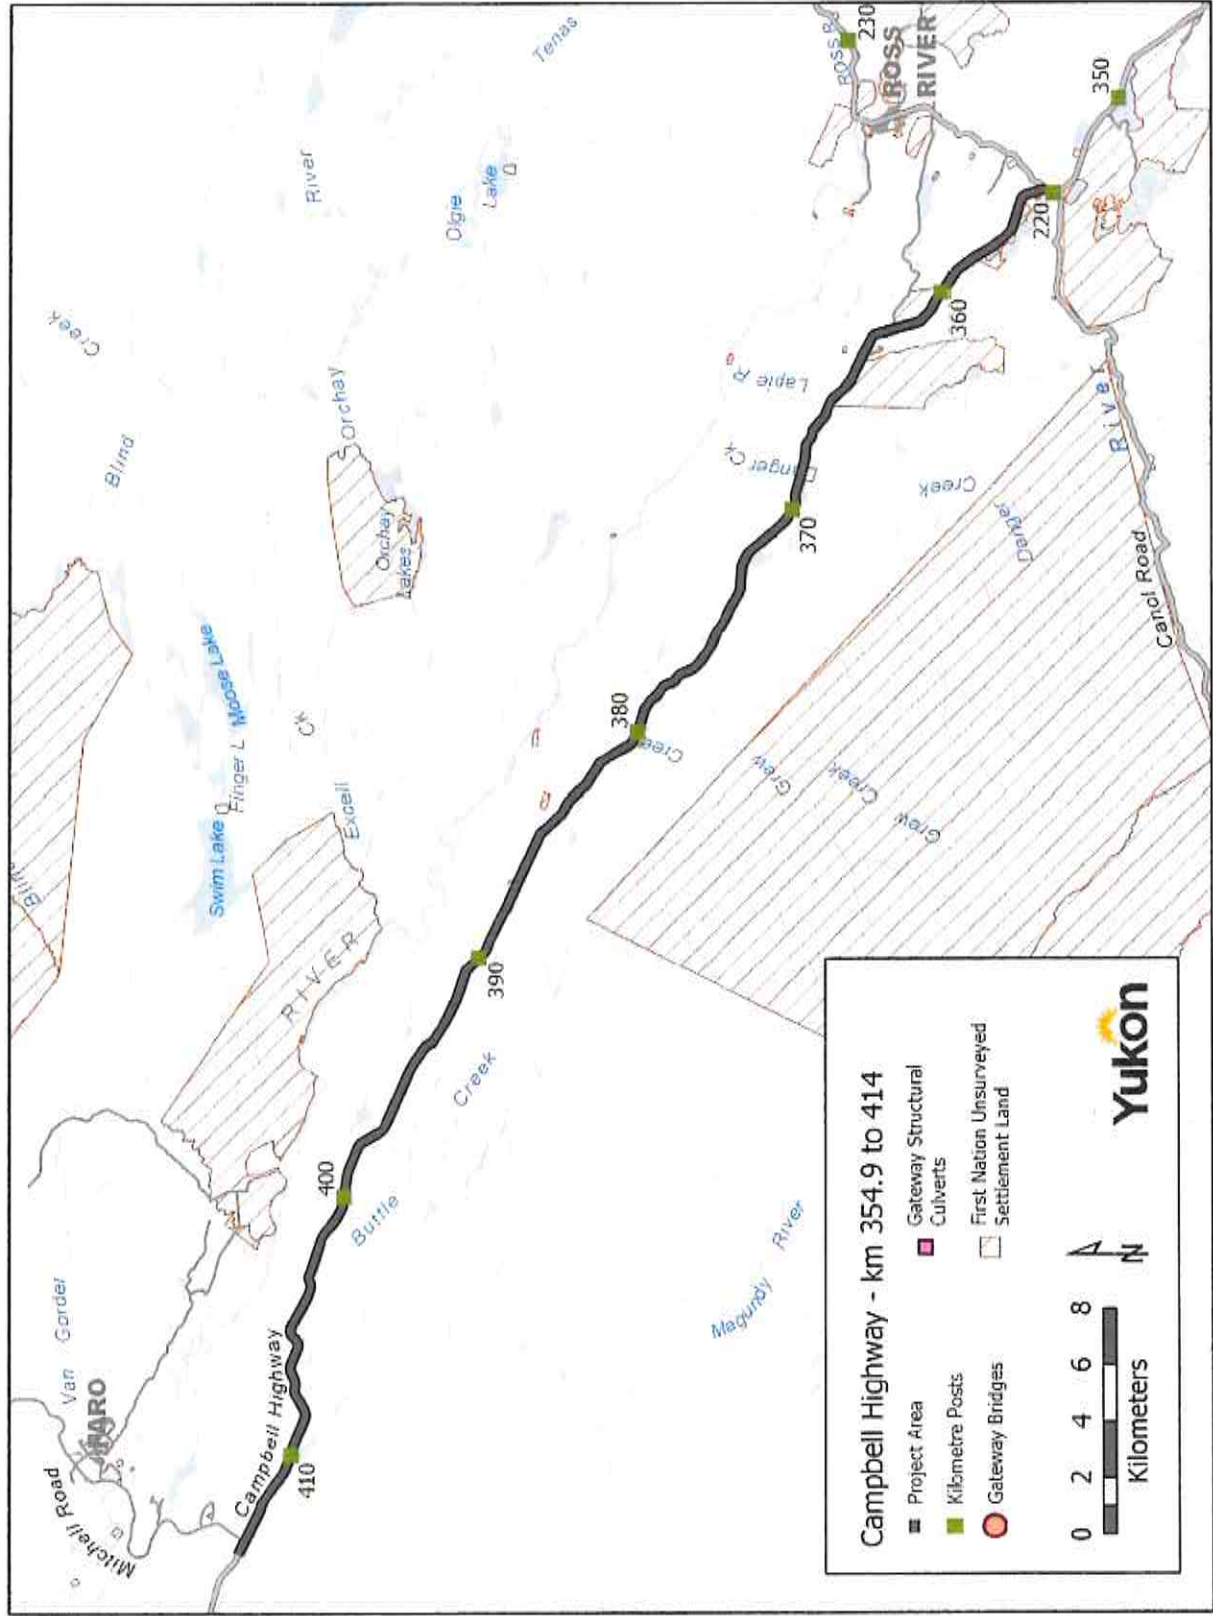 Tenas
Creek
River
ROSS R
230
ROSS
RIVER
Olgie
Lake
350
Blind
Orchay
220
360
Lapie R
Orchay
Lakes
Danger Ck
Creek
Danger
370
River
Canol Road
Moose Lake
Finger L
Swim Lake
Ck
Excell
380
Creek
Grew
Creek
Grew
RIVER
390
Creek
400
Buttle
Magundy River
Van Gorder
FARO
Mitchell Road
Campbell Highway
410
Campbell Highway - km 354.9 to 414
Project Area
Gateway Structural
Culverts
Kilometre Posts
First Nation Unsurveyed
Settlement Land
Gateway Bridges
0 2 4 6 8
Kilometers
N
Yukon